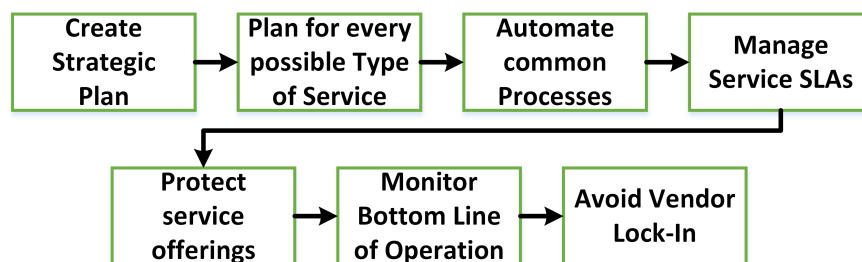 Create
Strategic
Plan
Plan for every
possible Type
of Service
Automate
common
Processes
Manage
Service SLAs
Protect
service
offerings
Monitor
Bottom Line
of Operation
Avoid Vendor
Lock-In